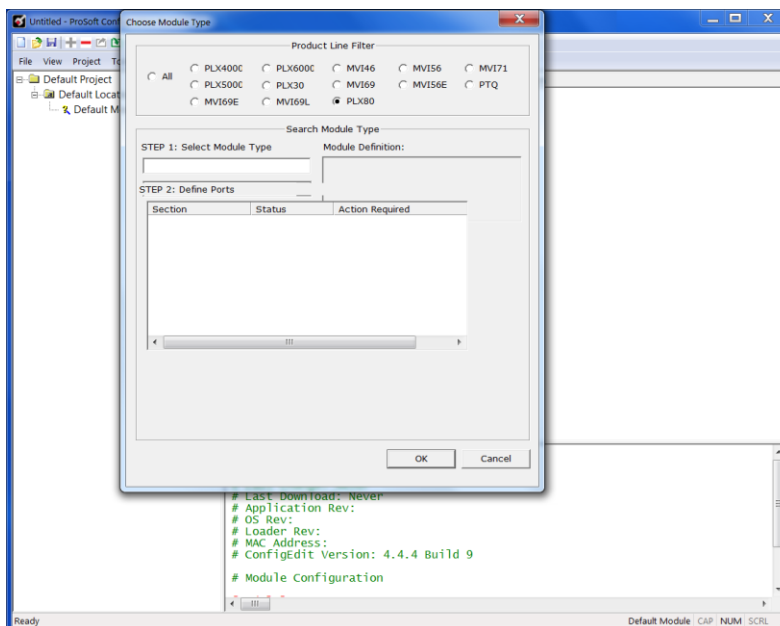 Untitled - ProSoft Conf
Choose Module Type
File View Project To
Default Project
Default Locat
Default M
Product Line Filter
All
PLX400C PLX600C MVI46 MVI56 MVI71
PLX500C PLX30 MVI69 MVI56E PTQ
MVI69E MVI69L PLX80
Search Module Type
STEP 1: Select Module Type Module Definition:
STEP 2: Define Ports
Section Status Action Required
OK Cancel
# Last Download: Never
# Application Rev:
# OS Rev:
# Loader Rev:
# MAC Address:
# ConfigEdit Version: 4.4.4 Build 9
# Module Configuration
Ready Default Module CAP NUM SCRL